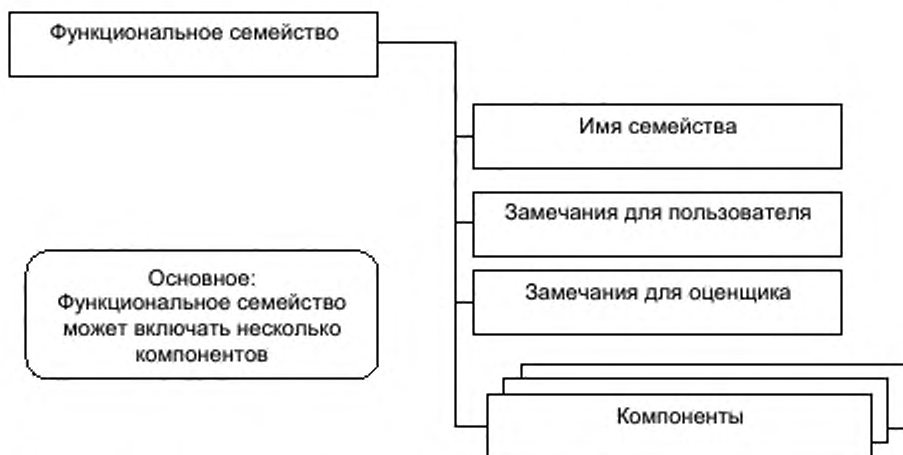 Функциональное семейство
Имя семейства
Замечания для пользователя
Замечания для оценщика
Основное:
Функциональное семейство
может включать несколько
компонентов
Компоненты